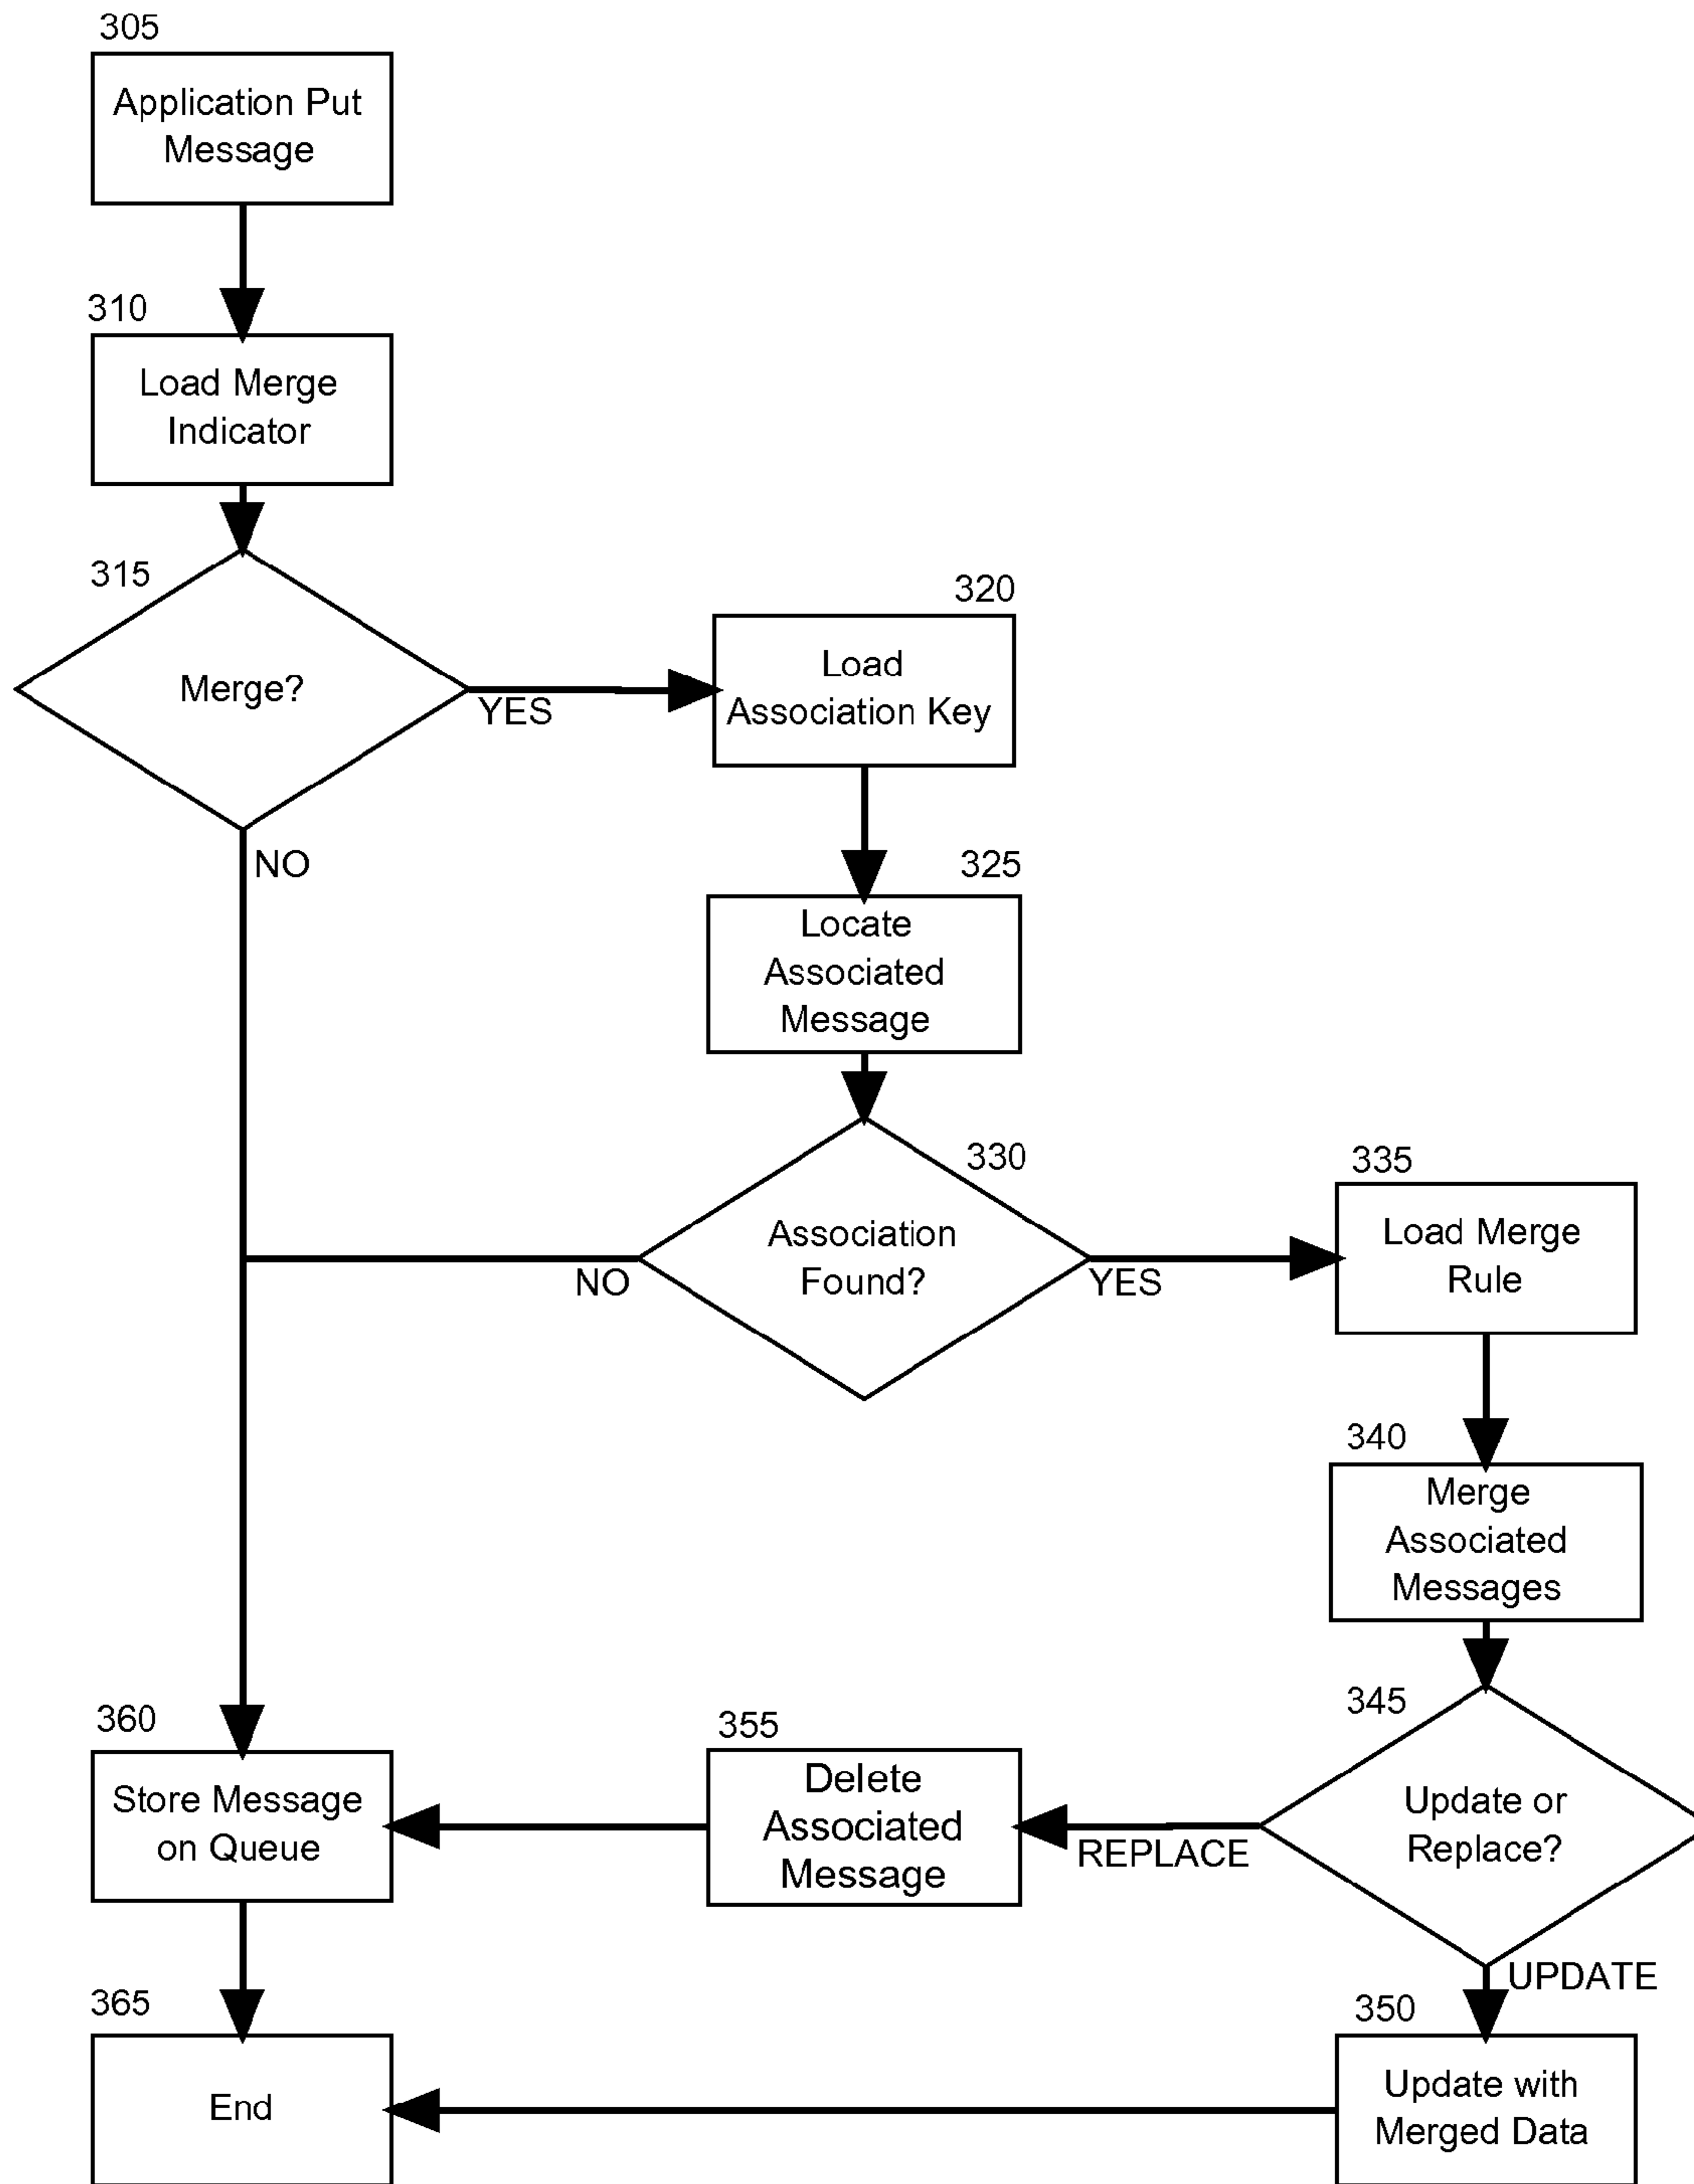 305
Application Put
Message
310
Load Merge
Indicator
315
Merge?
YES
NO
320
Load
Association Key
325
Locate
Associated
Message
330
Association
Found?
NO
YES
335
Load Merge
Rule
340
Merge
Associated
Messages
345
Update or
Replace?
REPLACE
UPDATE
355
Delete
Associated
Message
360
Store Message
on Queue
350
Update with
Merged Data
365
End